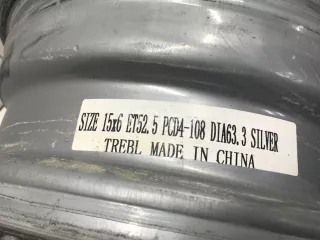 SIZE 15x6 ET52.5 PCD4-108 DIA63.3 SILVER
TREBL MADE IN CHINA